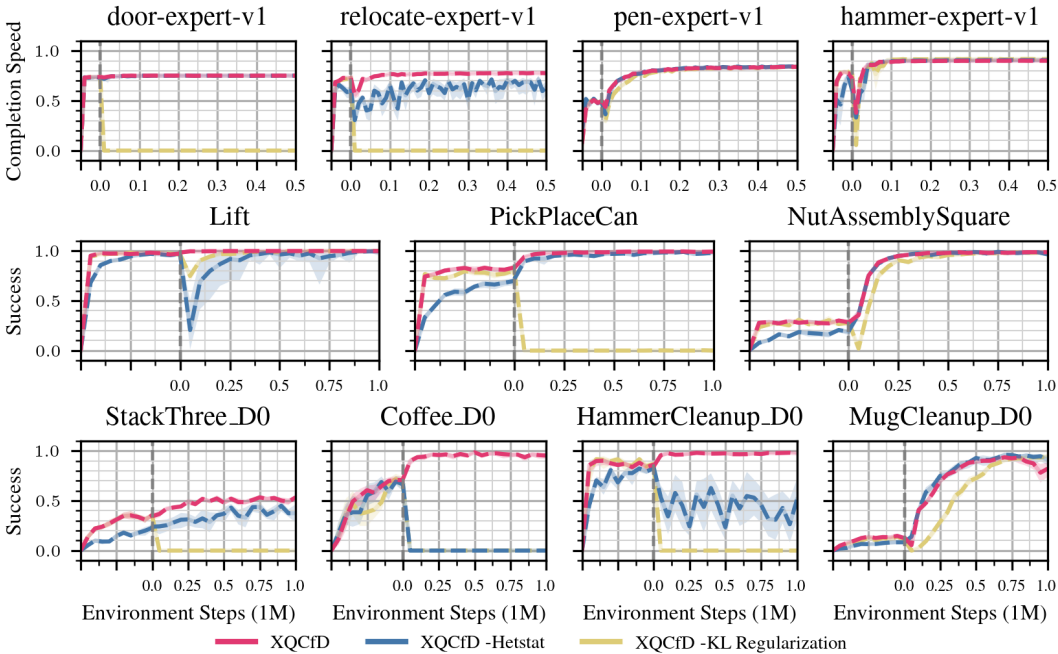 door-expert-v1 relocate-expert-v1 pen-expert-v1 hammer-expert-v1
Completion Speed
1.0
0.5
0.0
0.0 0.1 0.2 0.3 0.4 0.5 0.0 0.1 0.2 0.3 0.4 0.5 0.0 0.1 0.2 0.3 0.4 0.5 0.0 0.1 0.2 0.3 0.4 0.5
Lift PickPlaceCan NutAssemblySquare
Success
1.0
0.5
0.0
0.0 0.25 0.5 0.75 1.0 0.0 0.25 0.5 0.75 1.0 0.0 0.25 0.5 0.75 1.0
StackThree_D0 Coffee_D0 HammerCleanup_D0 MugCleanup_D0
Success
1.0
0.5
0.0
0.0 0.25 0.5 0.75 1.0 0.0 0.25 0.5 0.75 1.0 0.0 0.25 0.5 0.75 1.0 0.0 0.25 0.5 0.75 1.0
Environment Steps (1M) Environment Steps (1M) Environment Steps (1M) Environment Steps (1M)
XQCfD XQCfD -Hetstat XQCfD -KL Regularization